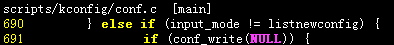 scripts/kconfig/conf.c [main]
690 } else if (input_mode != listnewconfig) {
691 if (conf_write(NULL)) {